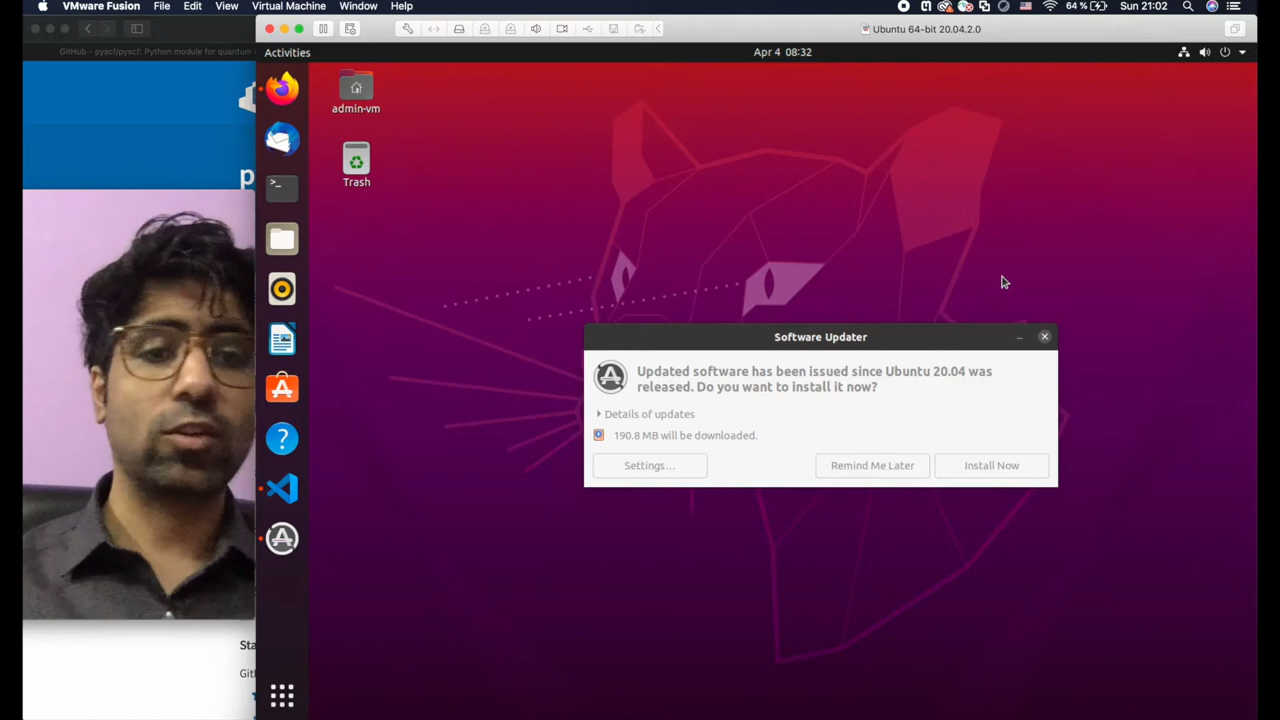 VMware Fusion File Edit View Virtual Machine Window Help
64 % Sun 21:02
Ubuntu 64-bit 20.04.2.0
GitHub - pyscf/pyscf: Python module for quantum
Activities
Apr 4 08:32
admin-vm
Trash
p
Software Updater
Updated software has been issued since Ubuntu 20.04 was
released. Do you want to install it now?
Details of updates
190.8 MB will be downloaded.
Settings…
Remind Me Later
Install Now
Sta
Gith